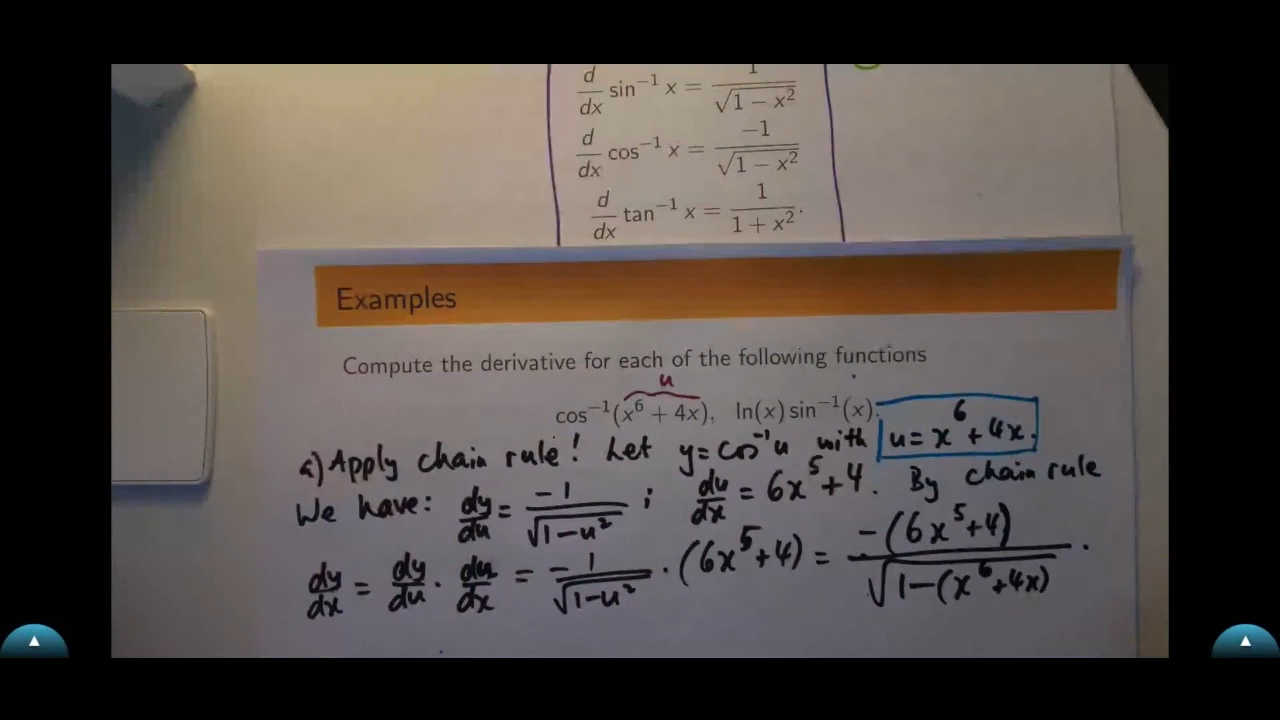 d/dx sin⁻¹ x = 1/√(1 − x²)
d/dx cos⁻¹ x = −1/√(1 − x²)
d/dx tan⁻¹ x = 1/(1 + x²).
Examples
Compute the derivative for each of the following functions
u
cos⁻¹(x⁶ + 4x), ln(x) sin⁻¹(x).
a) Apply chain rule! Let y = cos⁻¹u with u = x⁶ + 4x.
We have: dy/du = −1/√(1−u²) ; du/dx = 6x⁵ + 4. By chain rule
dy/dx = dy/du · du/dx = −1/√(1−u²) · (6x⁵+4) = −(6x⁵+4)/√(1−(x⁶+4x)) .